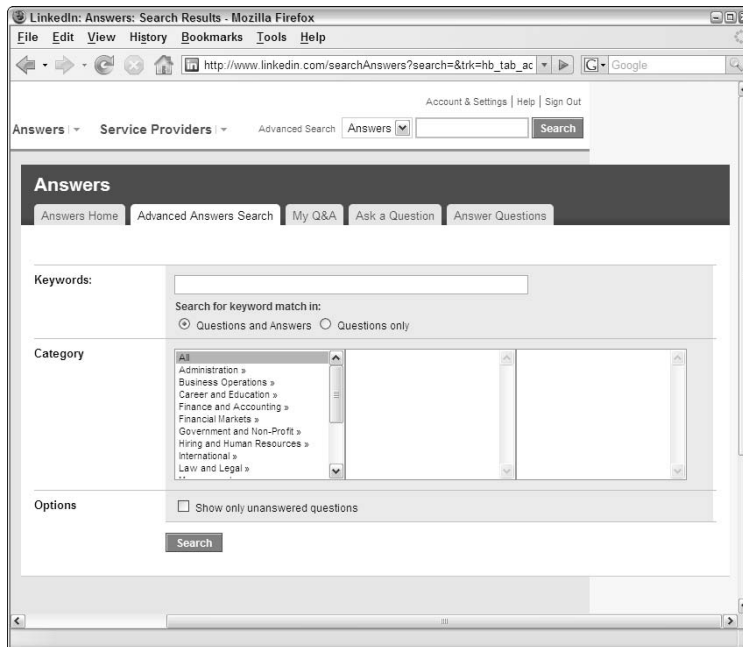 LinkedIn: Answers: Search Results - Mozilla Firefox
File Edit View History Bookmarks Tools Help
http://www.linkedin.com/searchAnswers?search=&trk=hb_tab_ac
Google
Account & Settings | Help | Sign Out
Answers Service Providers Advanced Search Answers Search
Answers
Answers Home Advanced Answers Search My Q&A Ask a Question Answer Questions
Keywords:
Search for keyword match in:
Questions and Answers Questions only
Category
All
Administration »
Business Operations »
Career and Education »
Finance and Accounting »
Financial Markets »
Government and Non-Profit »
Hiring and Human Resources »
International »
Law and Legal »
Options
Show only unanswered questions
Search